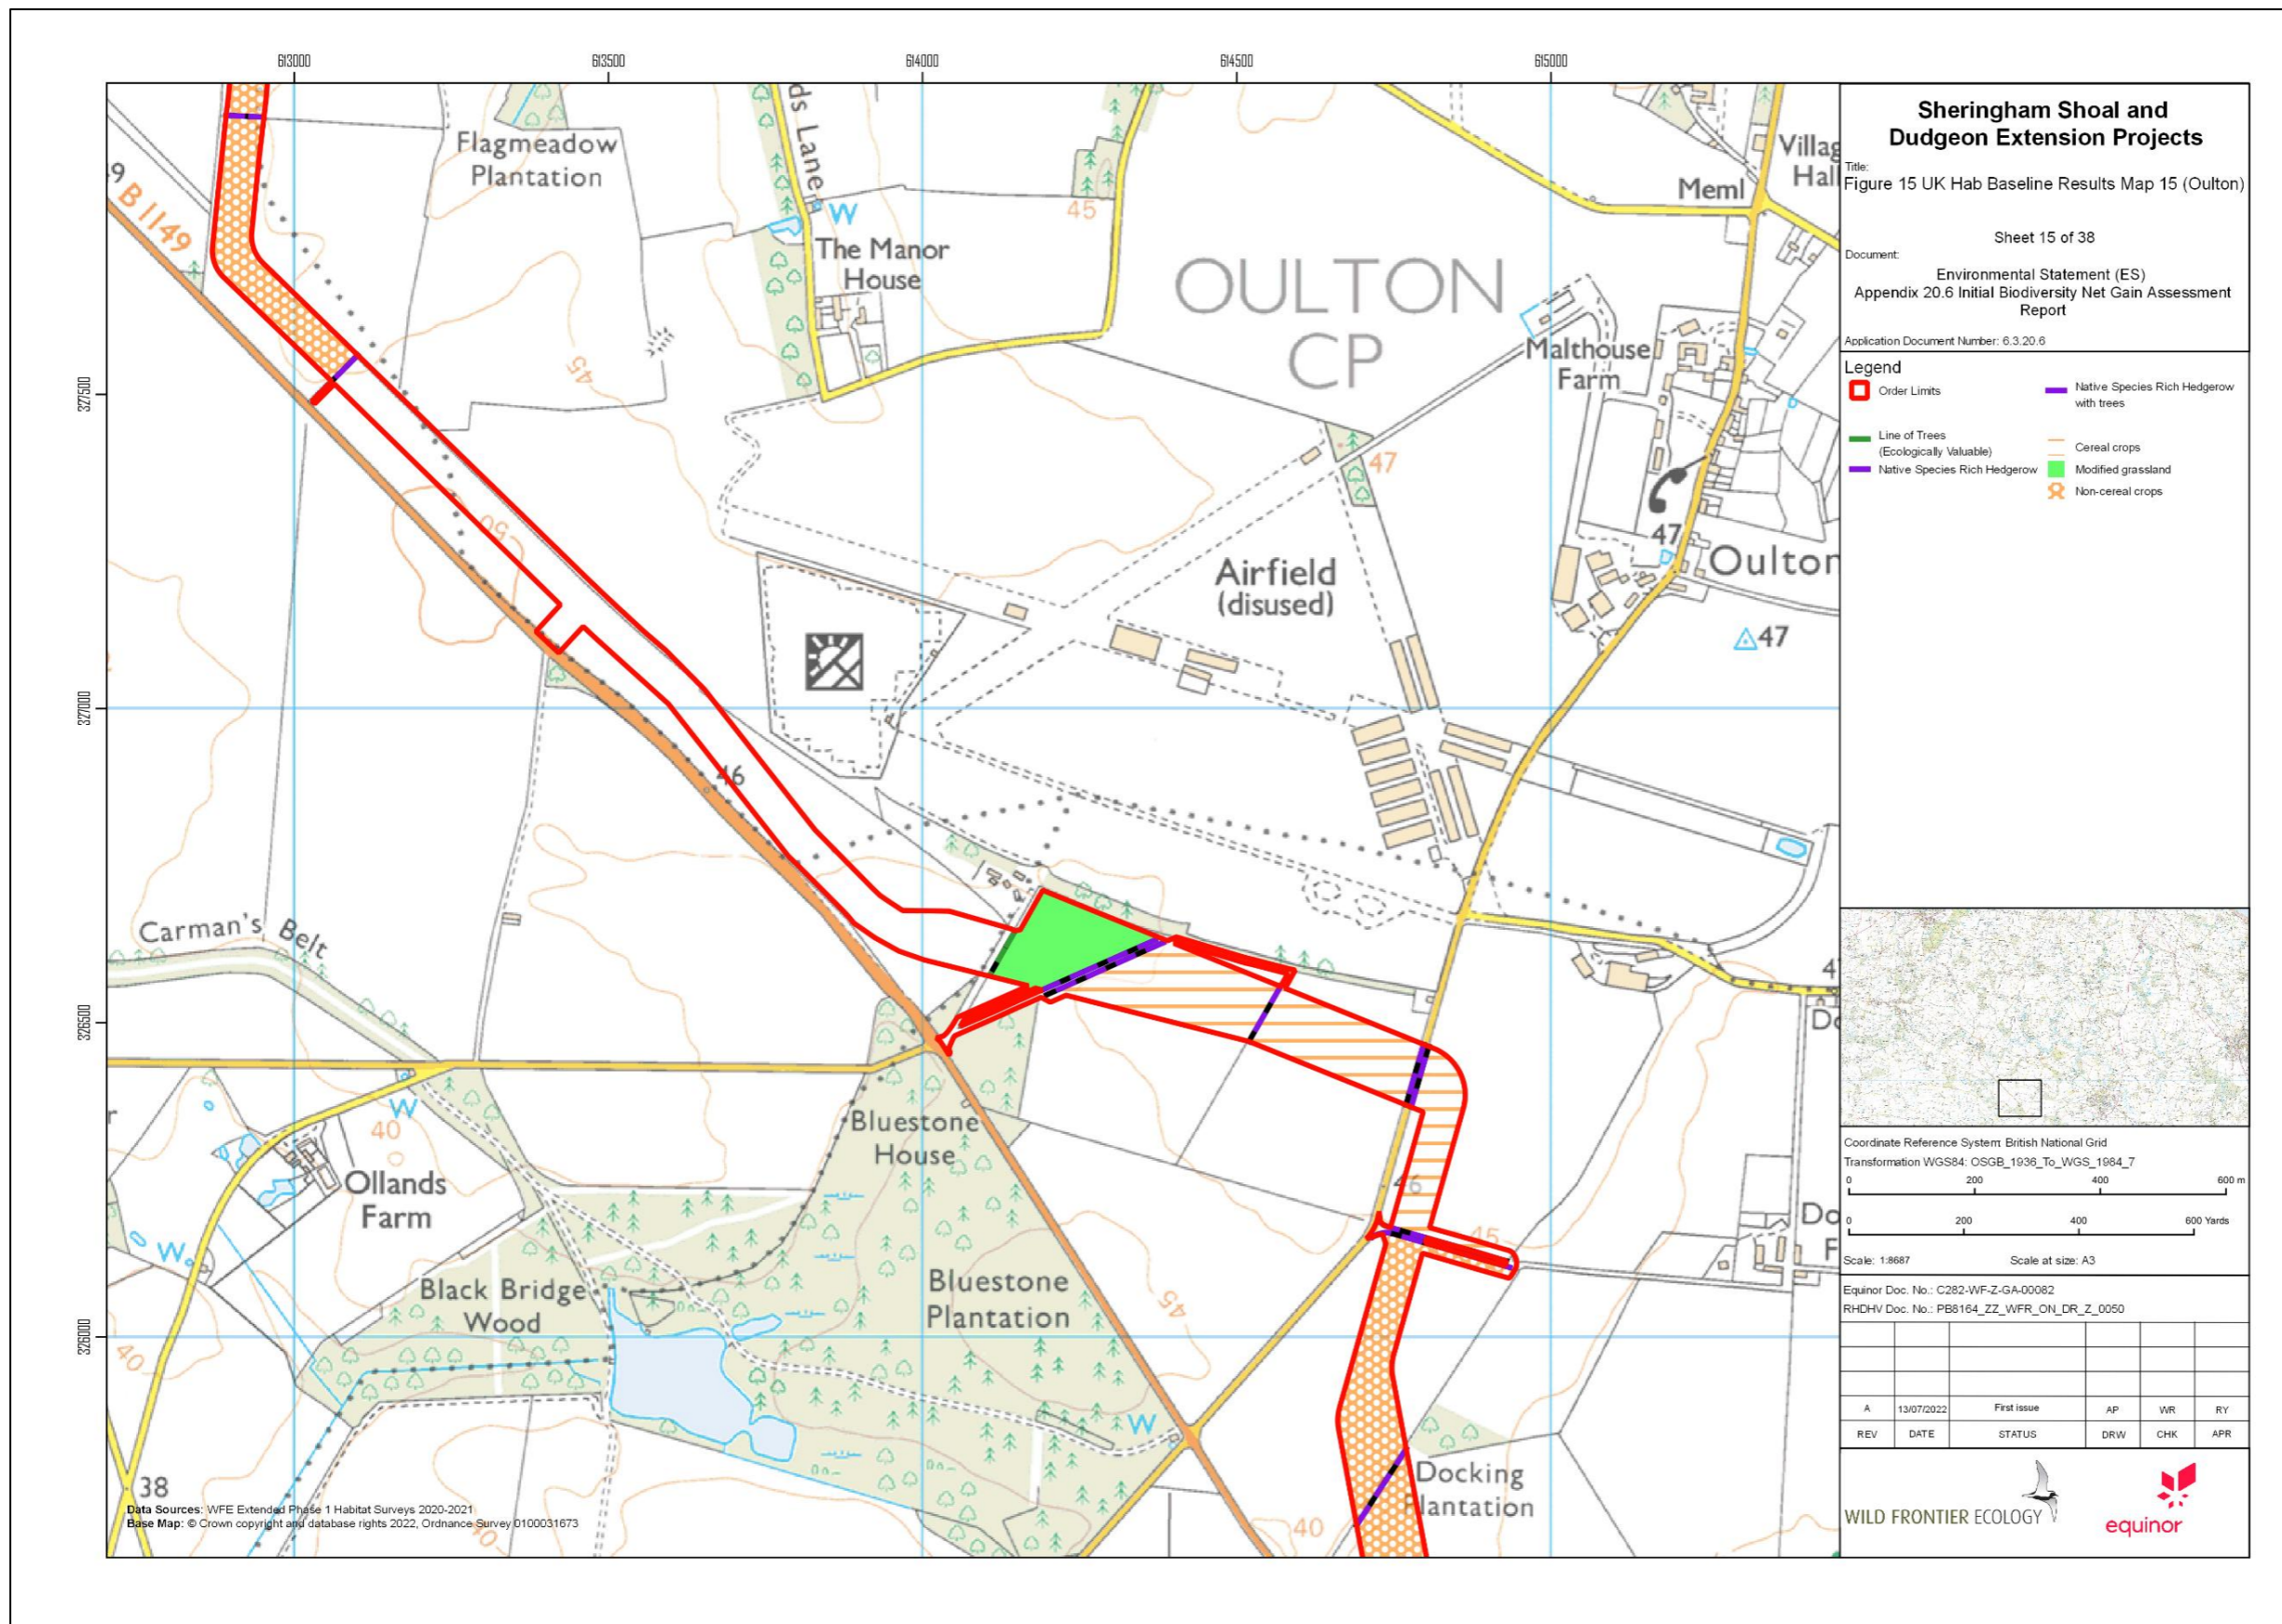 613000
613500
614000
614500
615000
327500
327000
326500
326000
ds Lane
Flagmeadow
Plantation
B 1149
W
The Manor
House
45
Meml
Hall
OULTON
CP
Malthouse
Farm
45
47
50
Airfield
(disused)
47
Oulton
47
46
Carman's Belt
Bluestone
House
W
40
Ollands
Farm
W
Black Bridge
Wood
Bluestone
Plantation
45
45
40
W
38
40
40
Docking
Plantation
Data Sources: WFE Extended Phase 1 Habitat Surveys 2020-2021
Base Map: © Crown copyright and database rights 2022, Ordnance Survey 0100031673
Sheringham Shoal and
Dudgeon Extension Projects
Title:
Figure 15 UK Hab Baseline Results Map 15 (Oulton)
Sheet 15 of 38
Document:
Environmental Statement (ES)
Appendix 20.6 Initial Biodiversity Net Gain Assessment
Report
Application Document Number: 6.3.20.6
Legend
Order Limits
Line of Trees
(Ecologically Valuable)
Native Species Rich Hedgerow
Native Species Rich Hedgerow
with trees
Cereal crops
Modified grassland
Non-cereal crops
Coordinate Reference System: British National Grid
Transformation WGS84: OSGB_1936_To_WGS_1984_7
0 200 400 600 m
0 200 400 600 Yards
Scale: 1:8687 Scale at size: A3
Equinor Doc. No.: C282-WF-Z-GA-00082
RHDHV Doc. No.: PB8164_ZZ_WFR_ON_DR_Z_0050
A 13/07/2022 First issue AP WR RY
REV DATE STATUS DRW CHK APR
WILD FRONTIER ECOLOGY
equinor